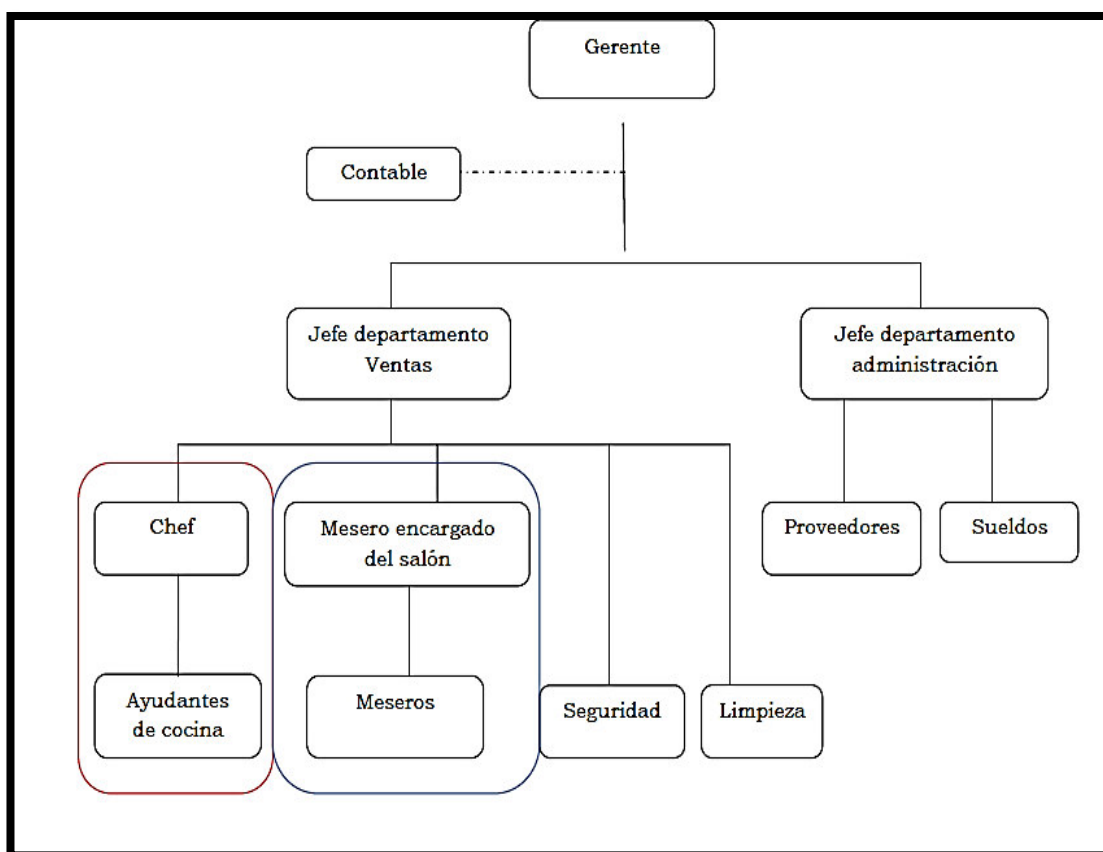 Gerente
Contable
Jefe departamento
Ventas
Jefe departamento
administración
Chef
Mesero encargado
del salón
Proveedores
Sueldos
Ayudantes
de cocina
Meseros
Seguridad
Limpieza